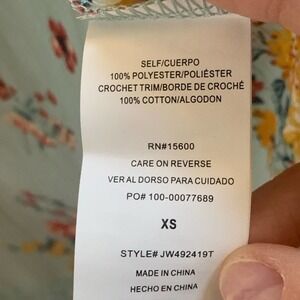 SELF/CUERPO
100% POLYESTER/POLIÉSTER
CROCHET TRIM/BORDE DE CROCHÉ
100% COTTON/ALGODON
RN#15600
CARE ON REVERSE
VER AL DORSO PARA CUIDADO
PO# 100-00077689
XS
STYLE# JW492419T
MADE IN CHINA
HECHO EN CHINA